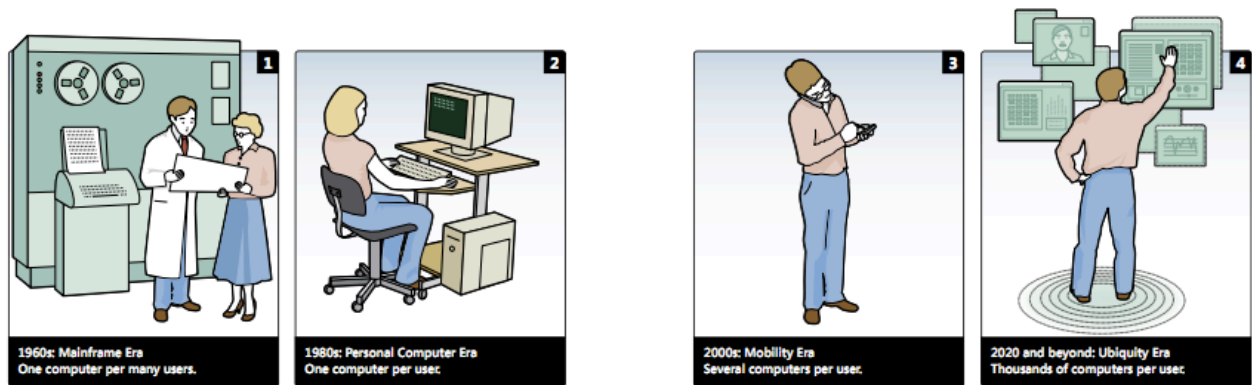 1
1960s: Mainframe Era
One computer per many users.
2
1980s: Personal Computer Era
One computer per user.
3
2000s: Mobility Era
Several computers per user.
4
2020 and beyond: Ubiquity Era
Thousands of computers per user.